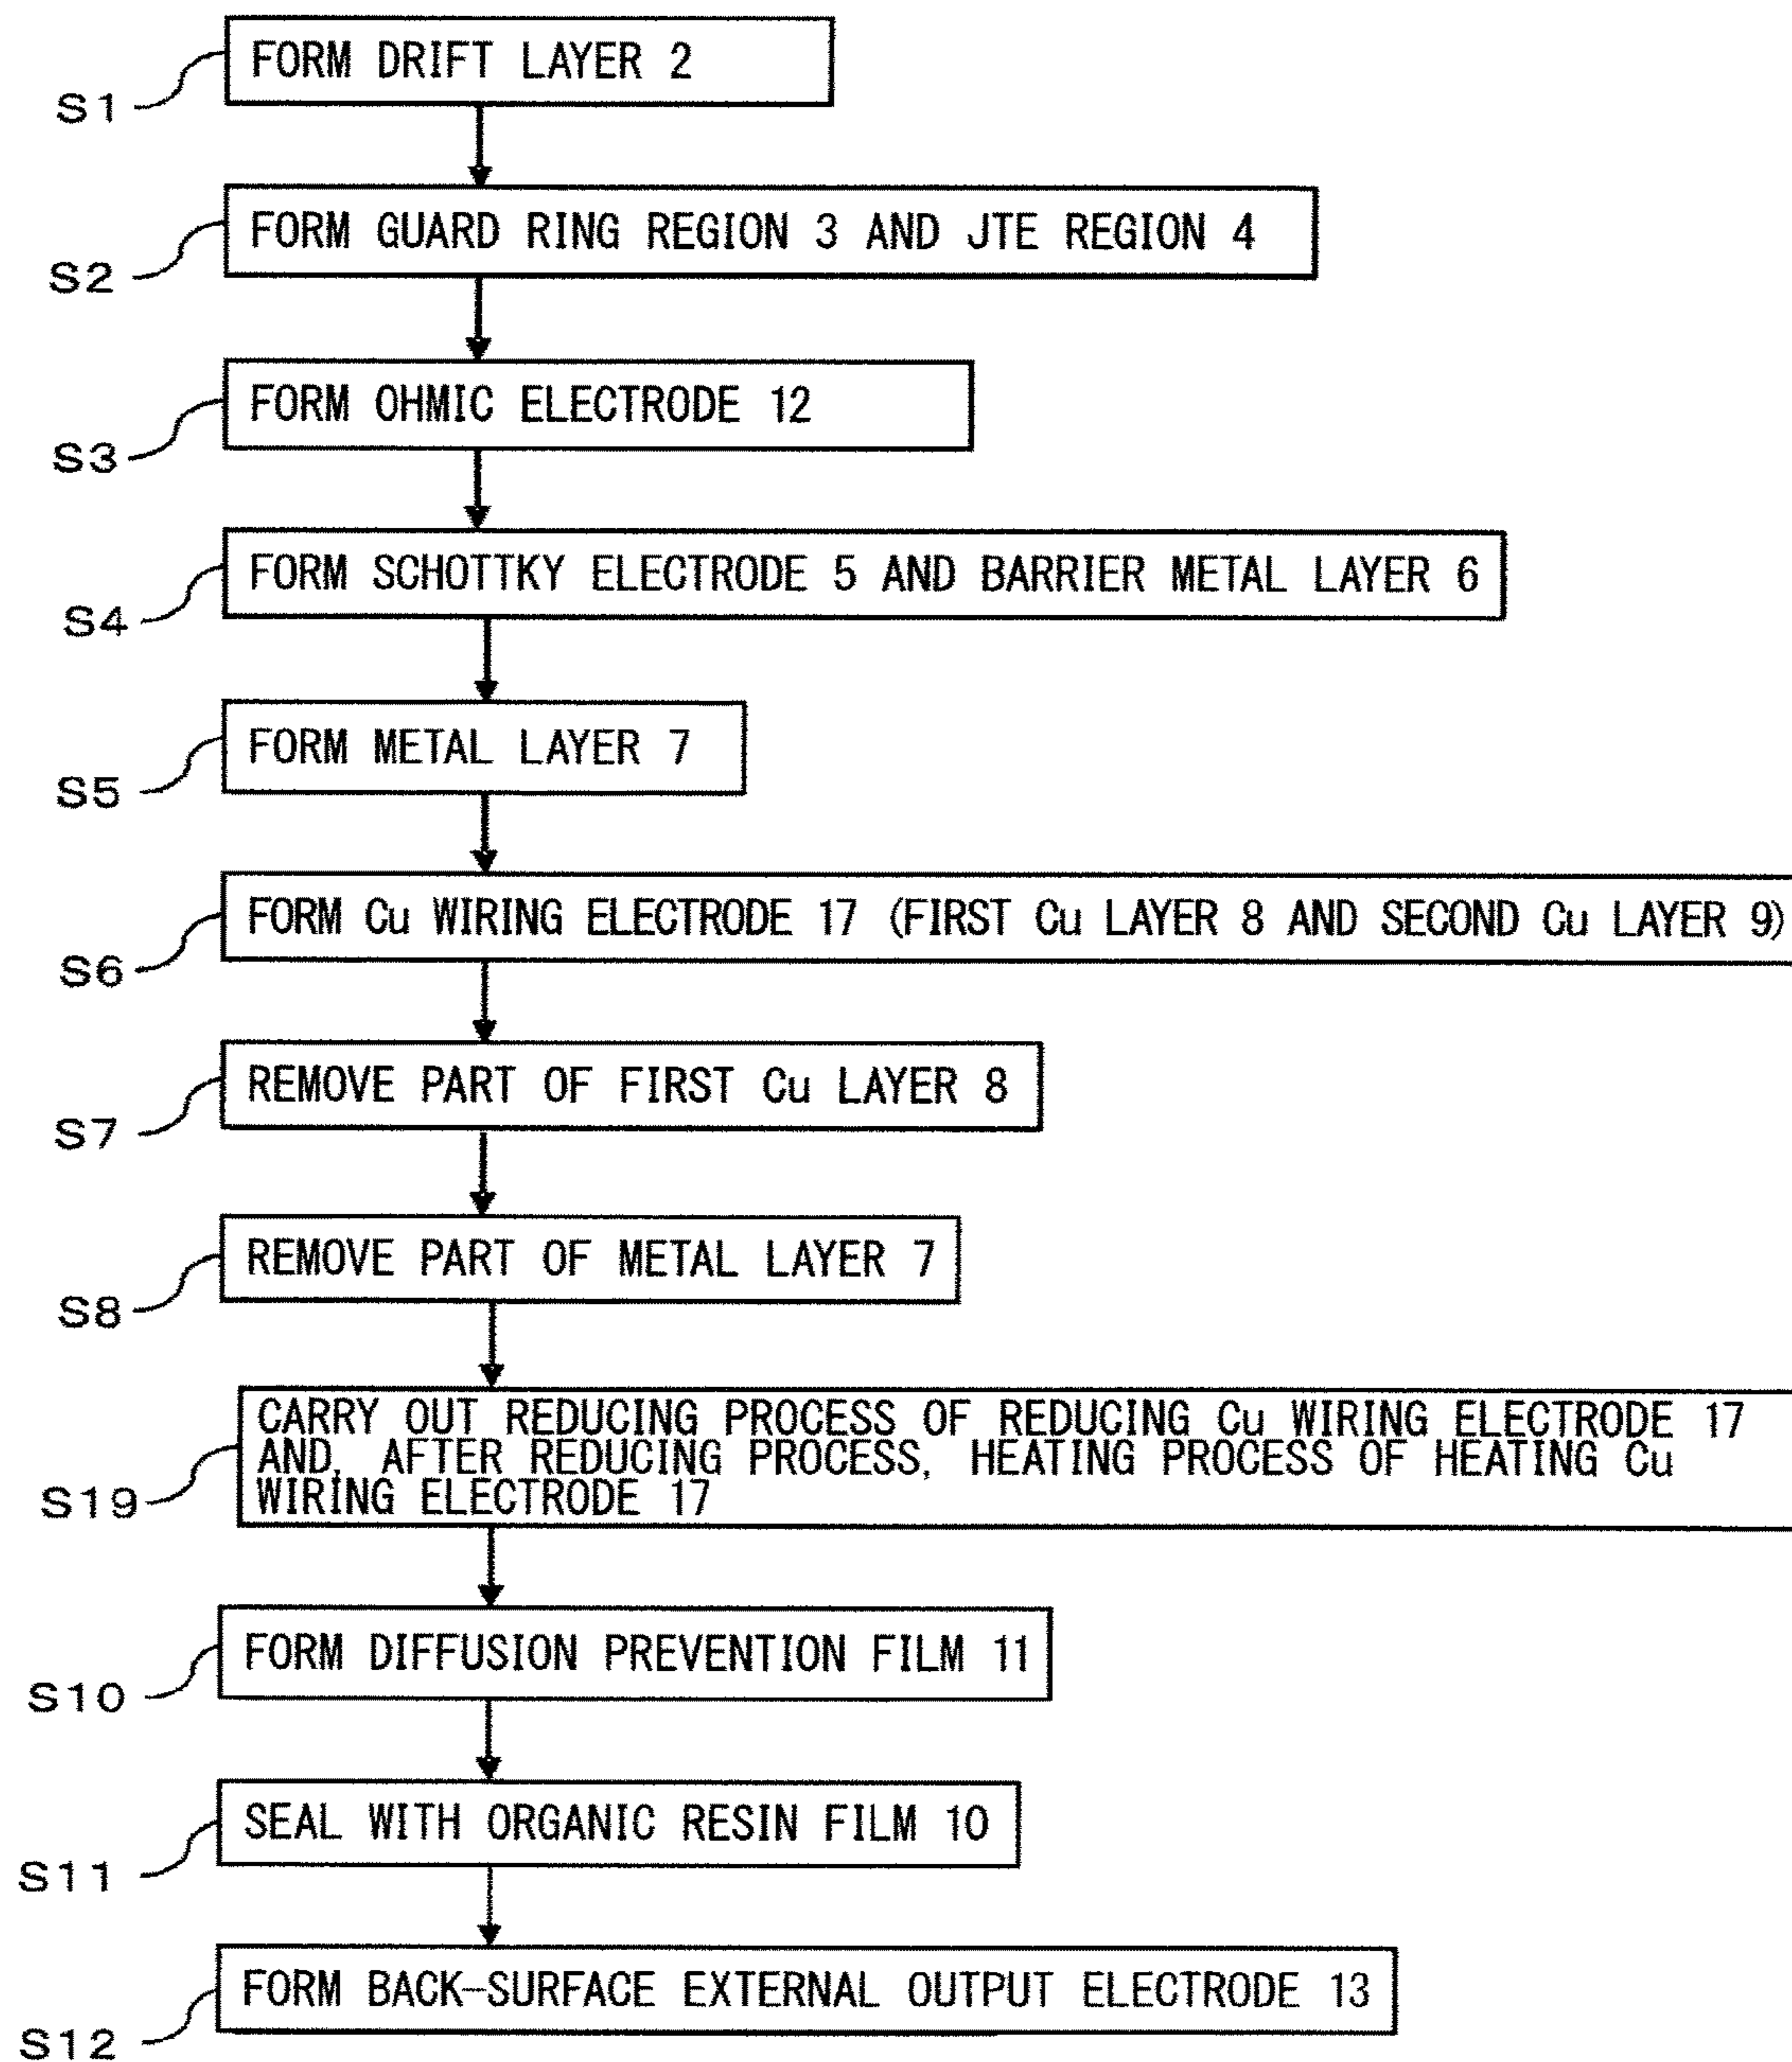 FORM DRIFT LAYER 2
S1
FORM GUARD RING REGION 3 AND JTE REGION 4
S2
FORM OHMIC ELECTRODE 12
S3
FORM SCHOTTKY ELECTRODE 5 AND BARRIER METAL LAYER 6
S4
FORM METAL LAYER 7
S5
FORM Cu WIRING ELECTRODE 17 (FIRST Cu LAYER 8 AND SECOND Cu LAYER 9)
S6
REMOVE PART OF FIRST Cu LAYER 8
S7
REMOVE PART OF METAL LAYER 7
S8
CARRY OUT REDUCING PROCESS OF REDUCING Cu WIRING ELECTRODE 17
AND, AFTER REDUCING PROCESS, HEATING PROCESS OF HEATING Cu
WIRING ELECTRODE 17
S19
FORM DIFFUSION PREVENTION FILM 11
S10
SEAL WITH ORGANIC RESIN FILM 10
S11
FORM BACK-SURFACE EXTERNAL OUTPUT ELECTRODE 13
S12